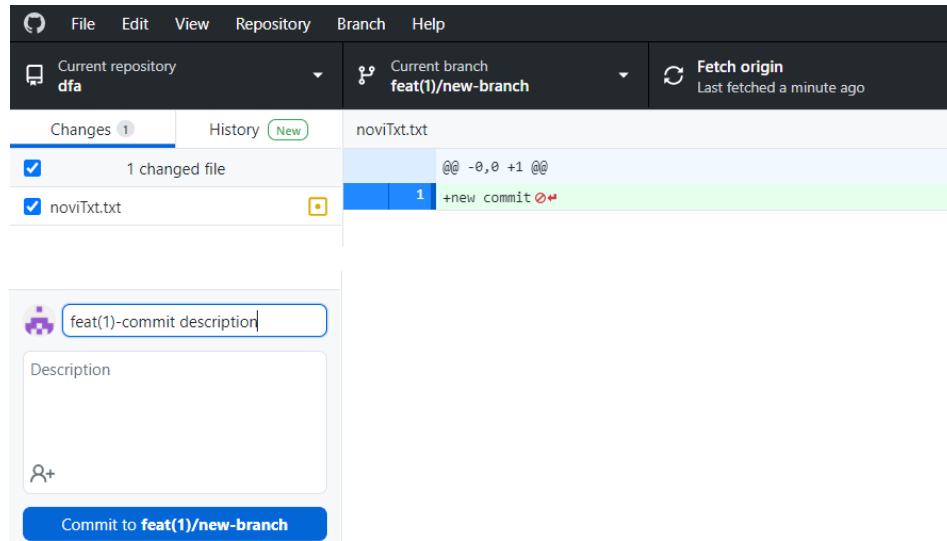 File Edit View Repository Branch Help
Current repository
dfa
Current branch
feat(1)/new-branch
Fetch origin
Last fetched a minute ago
Changes 1
History New
noviTxt.txt
1 changed file
@@ -0,0 +1 @@
noviTxt.txt
1 +new commit
feat(1)-commit description
Description
Commit to feat(1)/new-branch